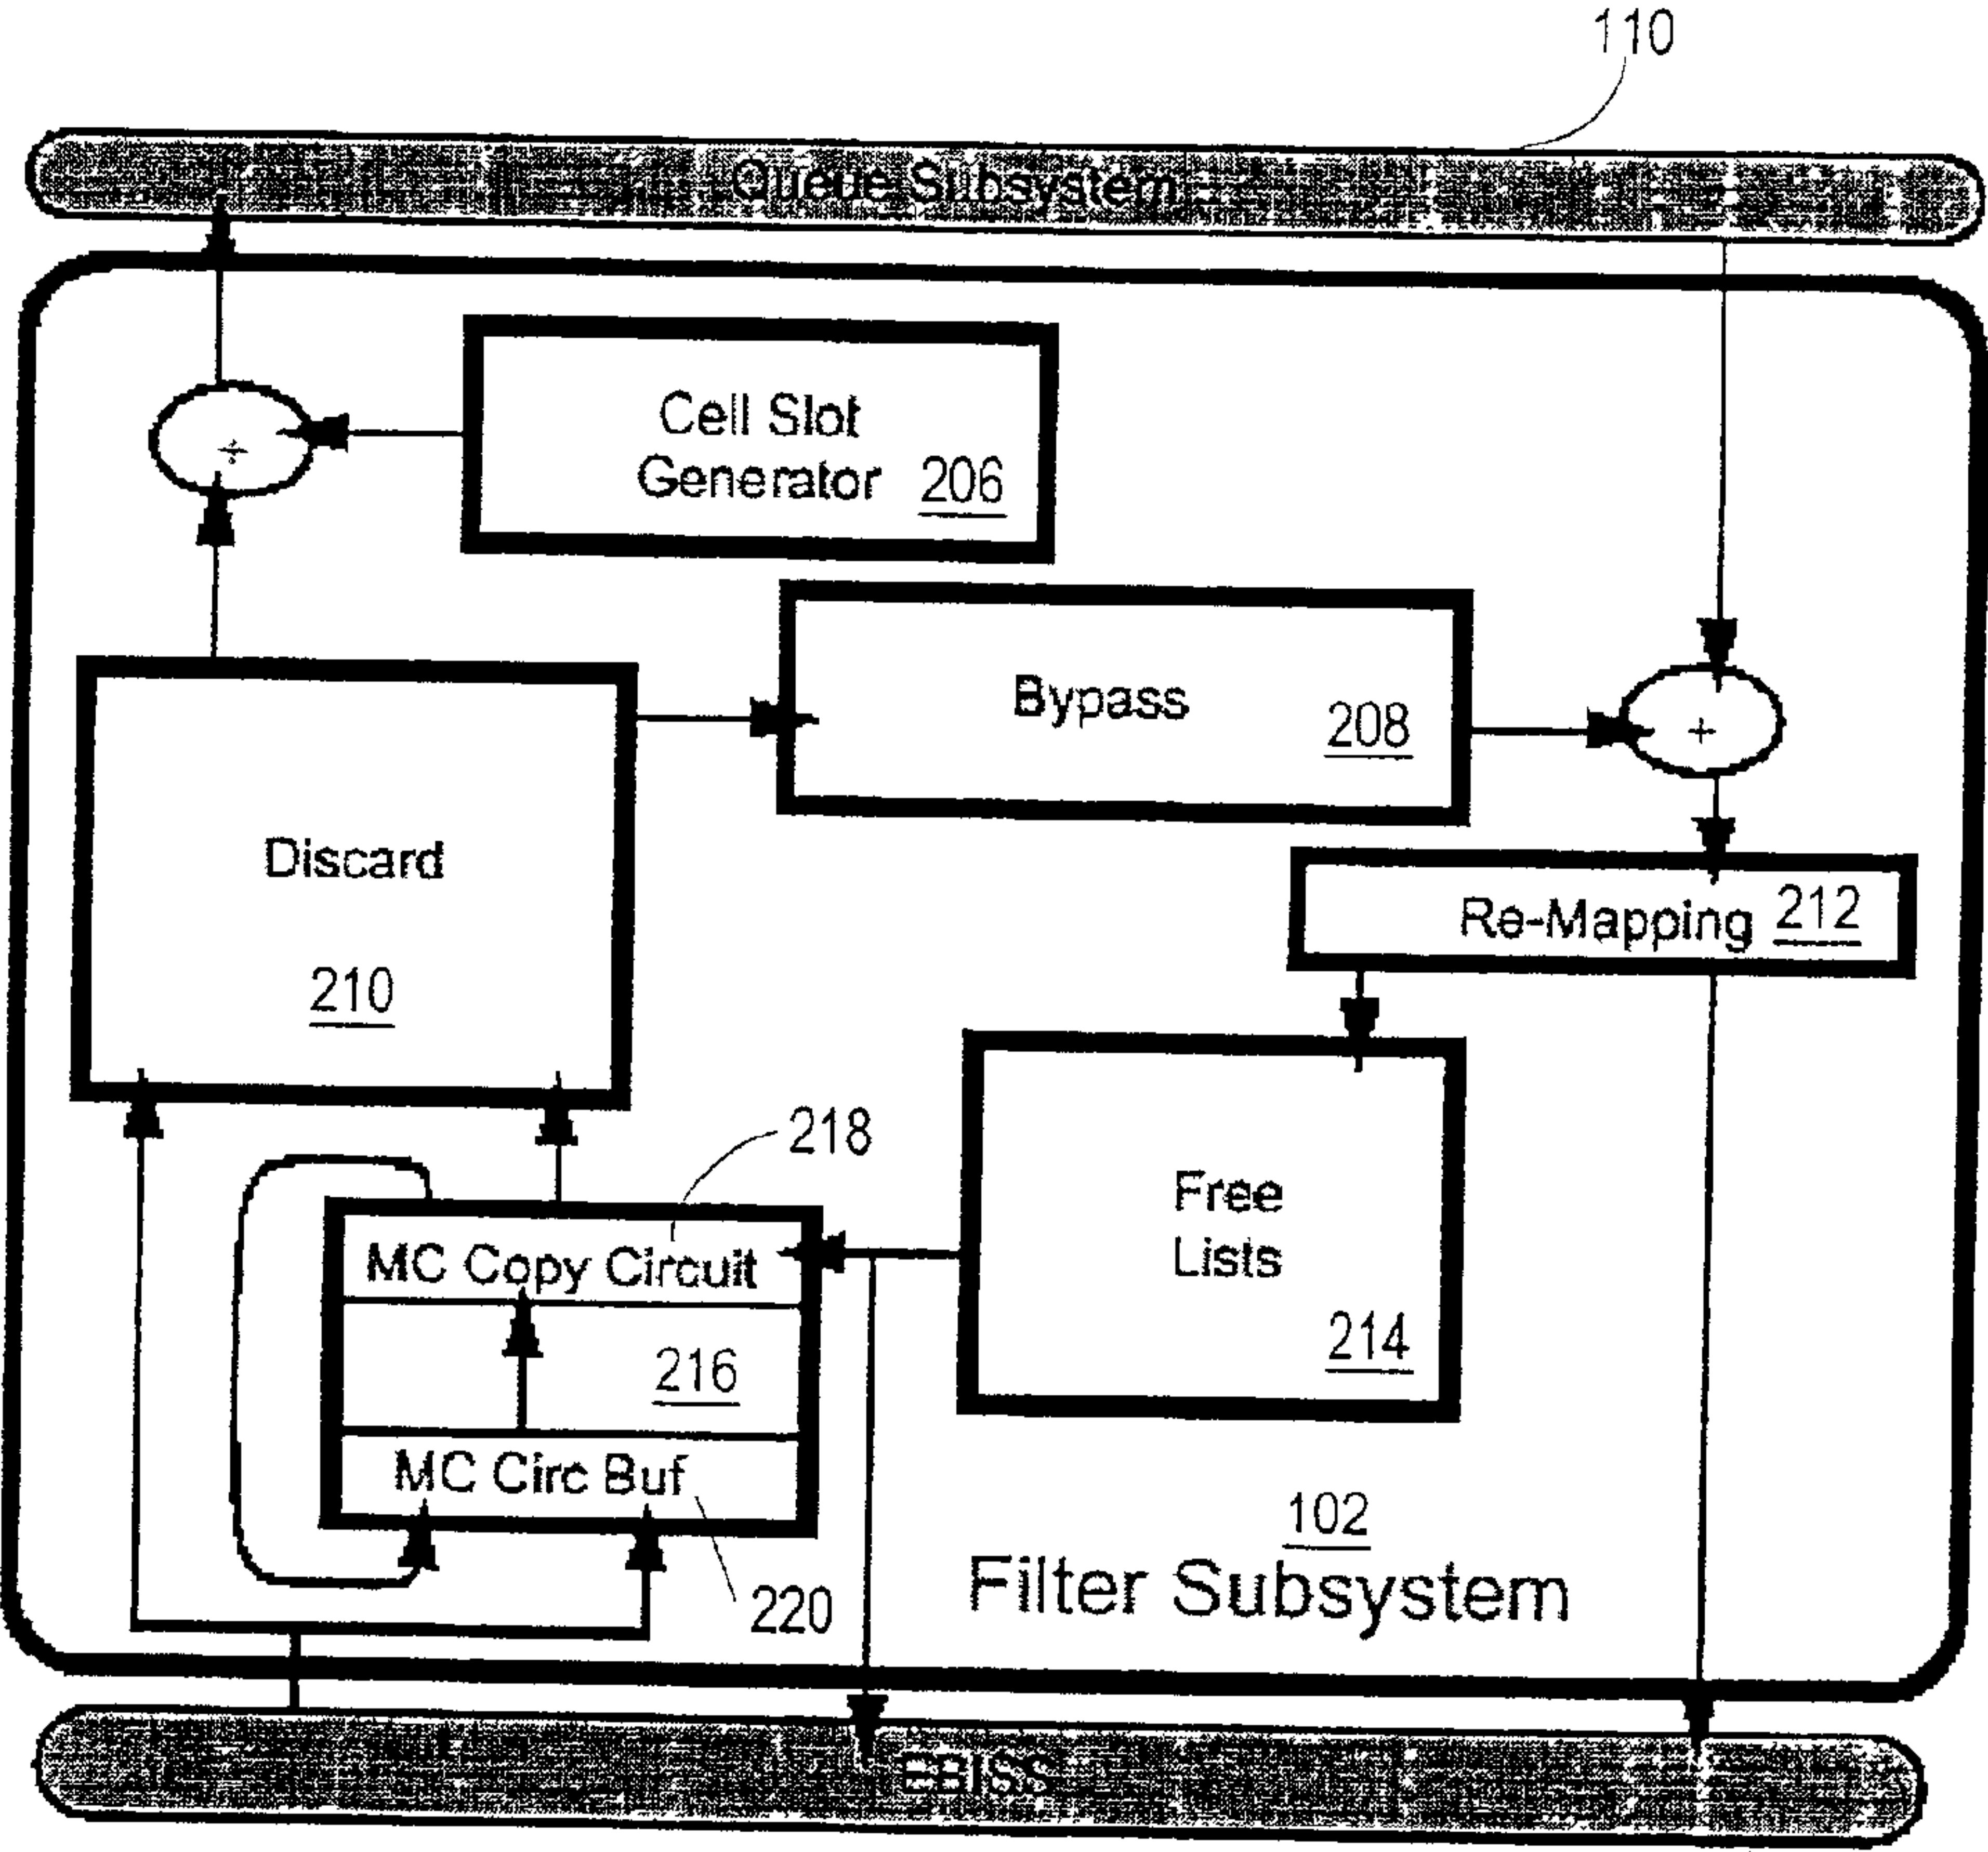 110
Queue Subsystem
Cell Slot
Generator 206
+
Bypass
208
+
Discard
210
Re-Mapping 212
218
MC Copy Circuit
216
MC Circ Buf
220
Free
Lists
214
102
Filter Subsystem
EBISS